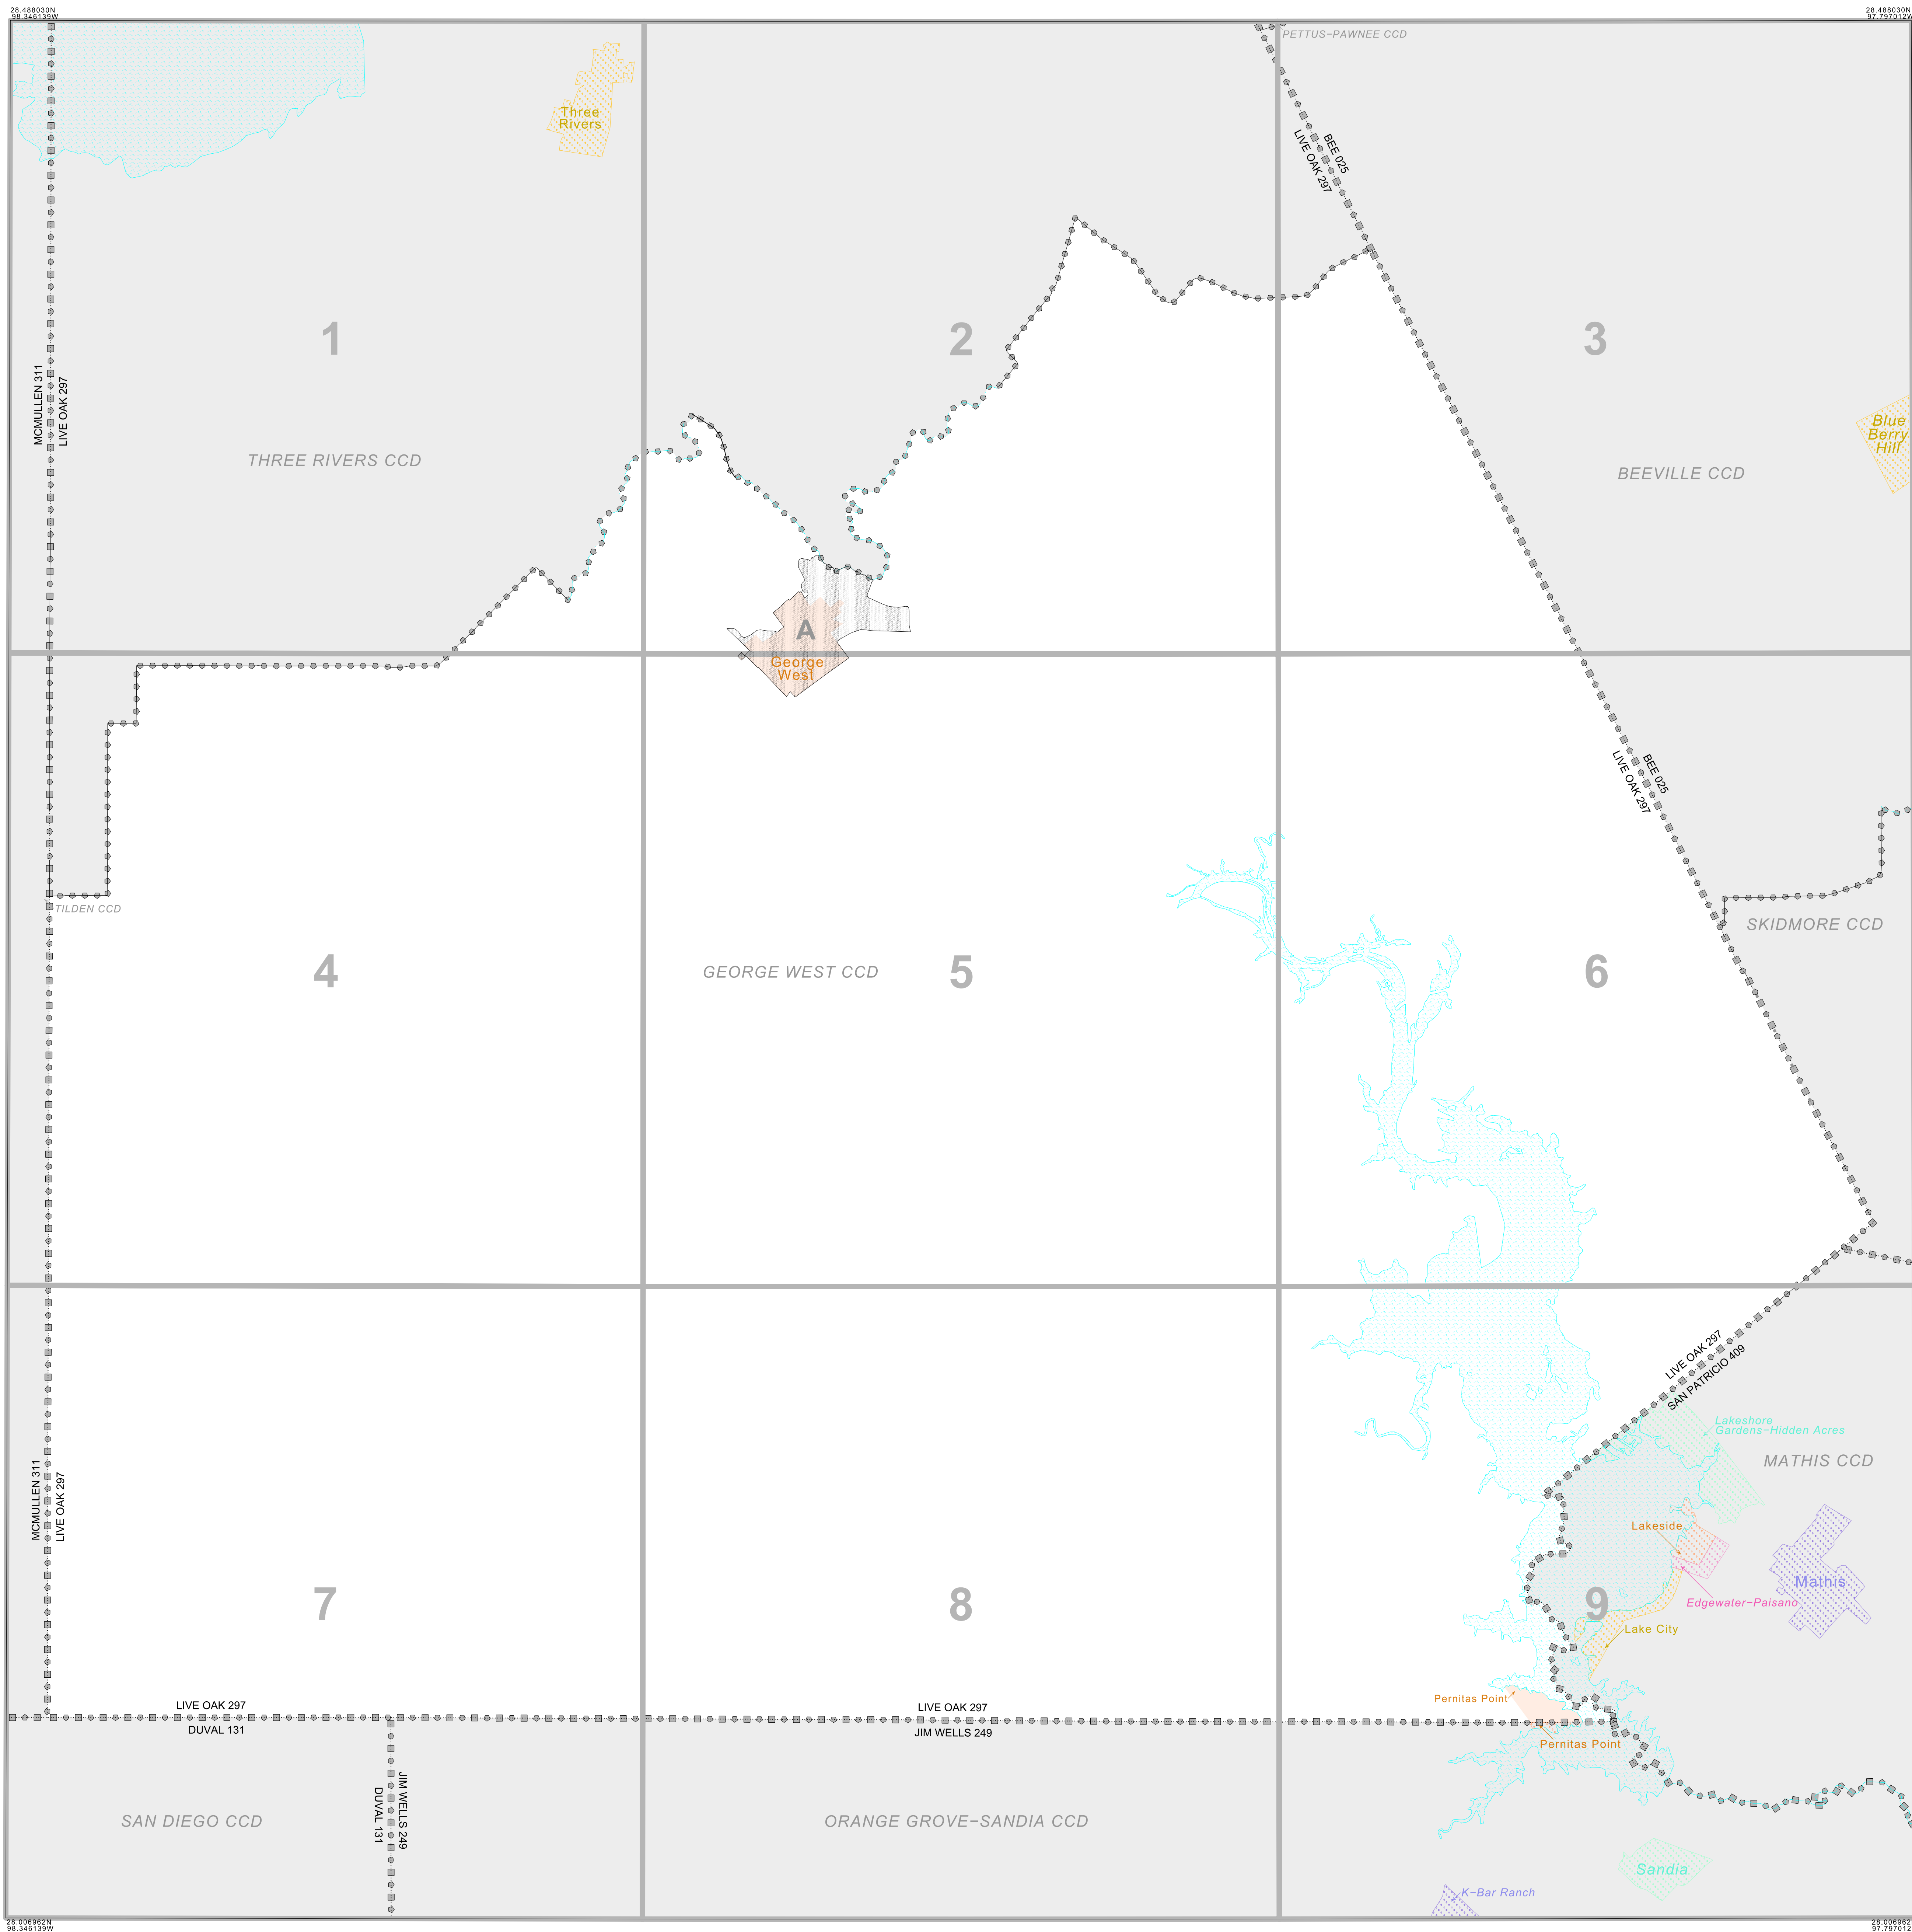 28.488030N
98.346139W
28.488030N
97.797012W
PETTUS-PAWNEE CCD
Three
Rivers
BEE 025
LIVE OAK 297
1
2
3
MCMULLEN 311
LIVE OAK 297
THREE RIVERS CCD
BEEVILLE CCD
Blue
Berry
Hill
A
George
West
BEE 025
LIVE OAK 297
TILDEN CCD
SKIDMORE CCD
4
GEORGE WEST CCD
5
6
LIVE OAK 297
SAN PATRICIO 409
Lakeshore
Gardens-Hidden Acres
MATHIS CCD
MCMULLEN 311
LIVE OAK 297
Lakeside
Mathis
7
8
9
Edgewater-Paisano
Lake City
Pernitas Point
LIVE OAK 297
DUVAL 131
LIVE OAK 297
JIM WELLS 249
Pernitas Point
JIM WELLS 249
DUVAL 131
SAN DIEGO CCD
ORANGE GROVE-SANDIA CCD
Sandia
K-Bar Ranch
28.006962N
98.346139W
28.006962
97.797012